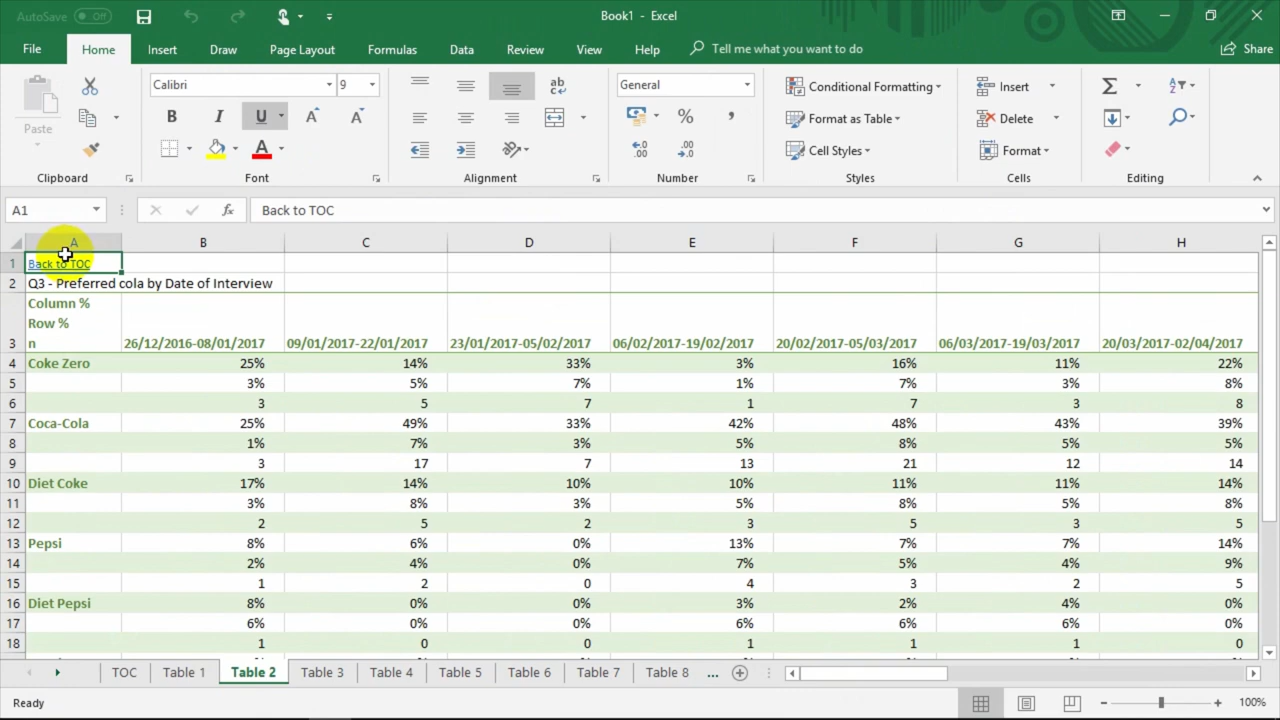 AutoSave Off
Book1 - Excel
File Home Insert Draw Page Layout Formulas Data Review View Help Tell me what you want to do Share
Calibri 9 General Conditional Formatting Insert
Paste B I U A A % , Format as Table Delete
A Cell Styles Format
Clipboard Font Alignment Number Styles Cells Editing
A1 fx Back to TOC
A B C D E F G H
1 Back to TOC
2 Q3 - Preferred cola by Date of Interview
Column %
Row %
3 n 26/12/2016-08/01/2017 09/01/2017-22/01/2017 23/01/2017-05/02/2017 06/02/2017-19/02/2017 20/02/2017-05/03/2017 06/03/2017-19/03/2017 20/03/2017-02/04/2017
4 Coke Zero 25% 14% 33% 3% 16% 11% 22%
5 3% 5% 7% 1% 7% 3% 8%
6 3 5 7 1 7 3 8
7 Coca-Cola 25% 49% 33% 42% 48% 43% 39%
8 1% 7% 3% 5% 8% 5% 5%
9 3 17 7 13 21 12 14
10 Diet Coke 17% 14% 10% 10% 11% 11% 14%
11 3% 8% 3% 5% 8% 5% 8%
12 2 5 2 3 5 3 5
13 Pepsi 8% 6% 0% 13% 7% 7% 14%
14 2% 4% 0% 7% 5% 4% 9%
15 1 2 0 4 3 2 5
16 Diet Pepsi 8% 0% 0% 3% 2% 4% 0%
17 6% 0% 0% 6% 6% 6% 0%
18 1 0 0 1 1 1 0
TOC Table 1 Table 2 Table 3 Table 4 Table 5 Table 6 Table 7 Table 8 ...
Ready 100%